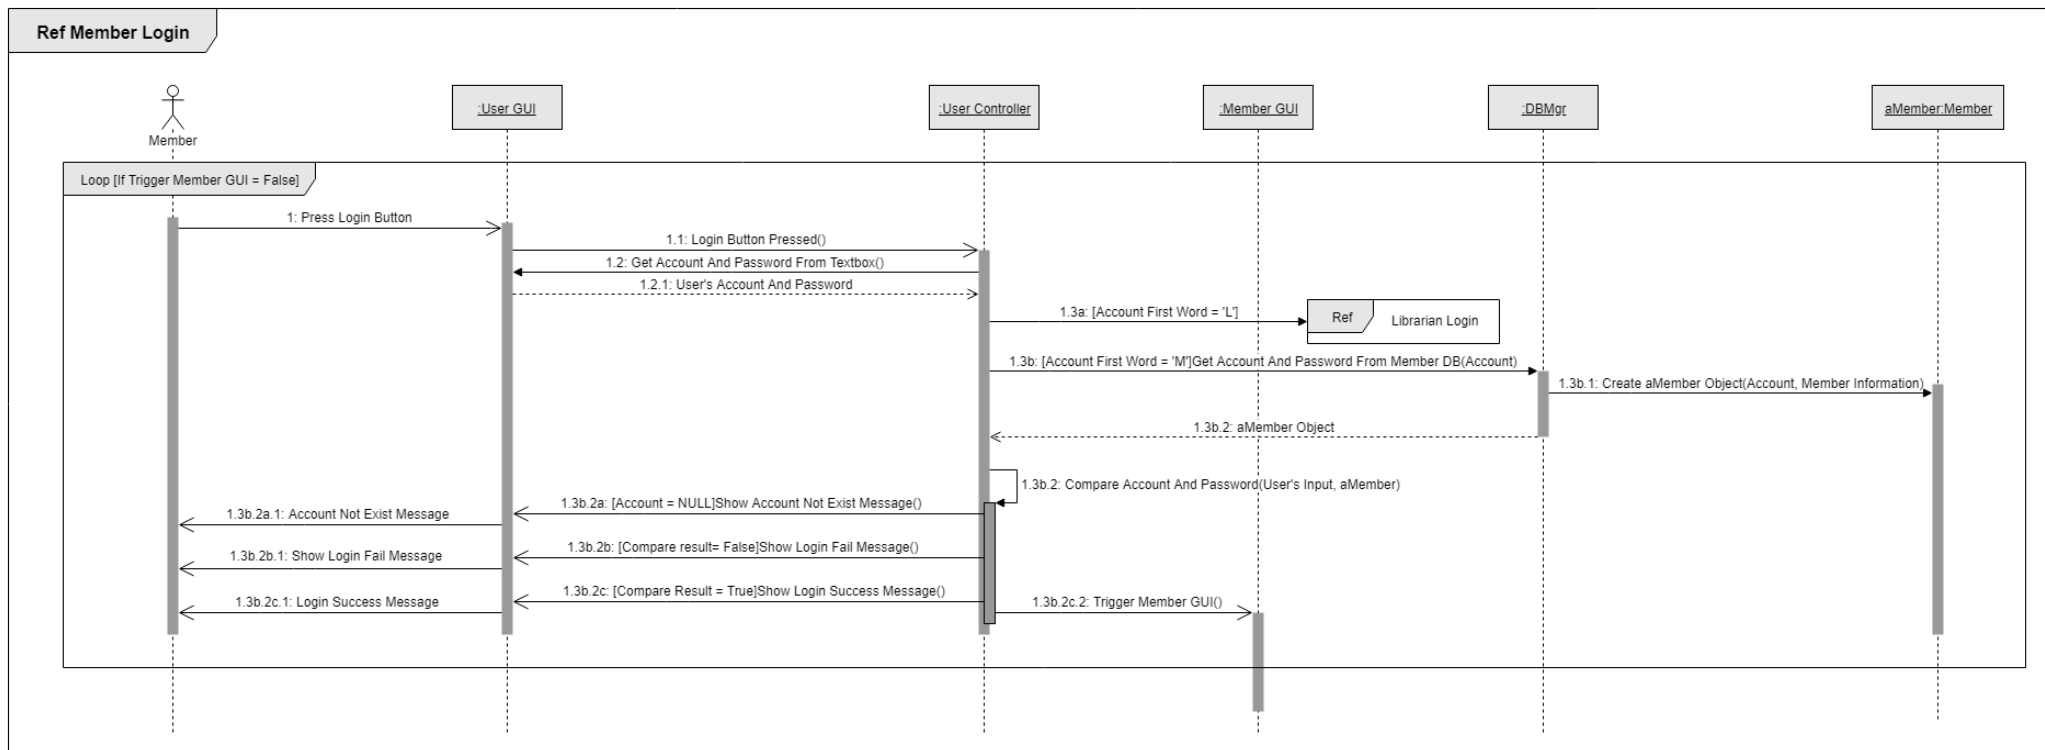 Ref Member Login
Member
:User GUI
:User Controller
:Member GUI
:DBMgr
aMember:Member
Loop [If Trigger Member GUI = False]
1: Press Login Button
1.1: Login Button Pressed()
1.2: Get Account And Password From Textbox()
1.2.1: User's Account And Password
1.3a: [Account First Word = 'L']
Ref
Librarian Login
1.3b: [Account First Word = 'M']Get Account And Password From Member DB(Account)
1.3b.1: Create aMember Object(Account, Member Information)
1.3b.2: aMember Object
1.3b.2: Compare Account And Password(User's Input, aMember)
1.3b.2a: [Account = NULL]Show Account Not Exist Message()
1.3b.2a.1: Account Not Exist Message
1.3b.2b: [Compare result= False]Show Login Fail Message()
1.3b.2b.1: Show Login Fail Message
1.3b.2c: [Compare Result = True]Show Login Success Message()
1.3b.2c.1: Login Success Message
1.3b.2c.2: Trigger Member GUI()